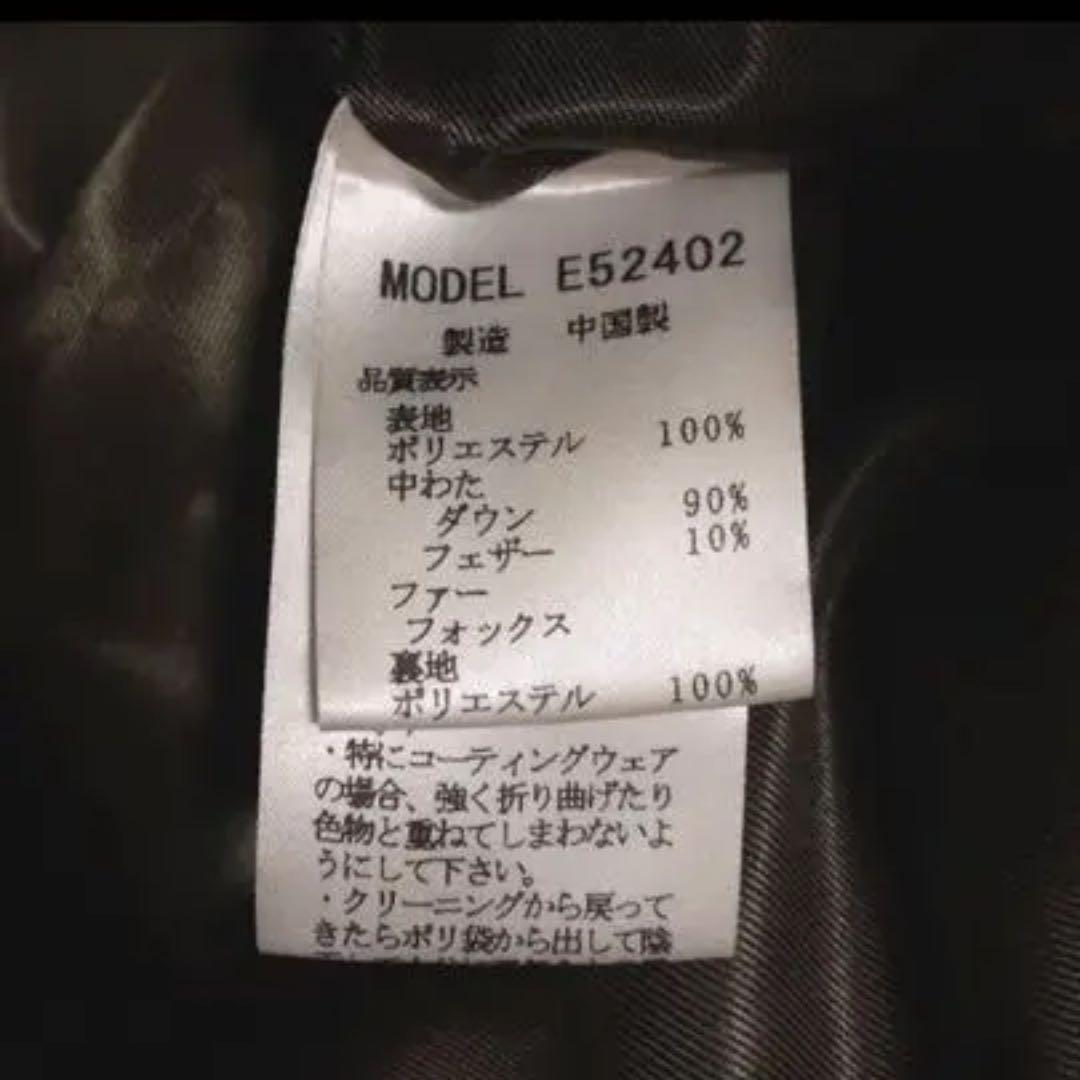 MODEL E52402
製造 中国製
品質表示
表地
ポリエステル 100%
中わた
ダウン 90%
フェザー 10%
ファー
フォックス
裏地
ポリエステル 100%
・特にコーティングウェア
の場合、強く折り曲げたり
色物と重ねてしまわないよ
うにして下さい。
・クリーニングから戻って
きたらポリ袋から出して陰